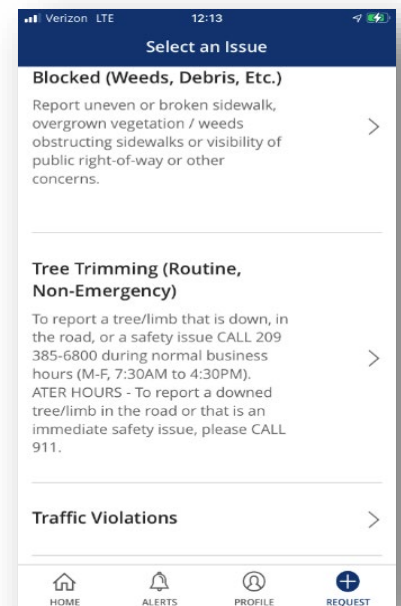 Verizon LTE 12:13
Select an Issue
Blocked (Weeds, Debris, Etc.)
Report uneven or broken sidewalk,
overgrown vegetation / weeds
obstructing sidewalks or visibility of
public right-of-way or other
concerns.
Tree Trimming (Routine,
Non-Emergency)
To report a tree/limb that is down, in
the road, or a safety issue CALL 209
385-6800 during normal business
hours (M-F, 7:30AM to 4:30PM).
ATER HOURS - To report a downed
tree/limb in the road or that is an
immediate safety issue, please CALL
911.
Traffic Violations
HOME ALERTS PROFILE REQUEST